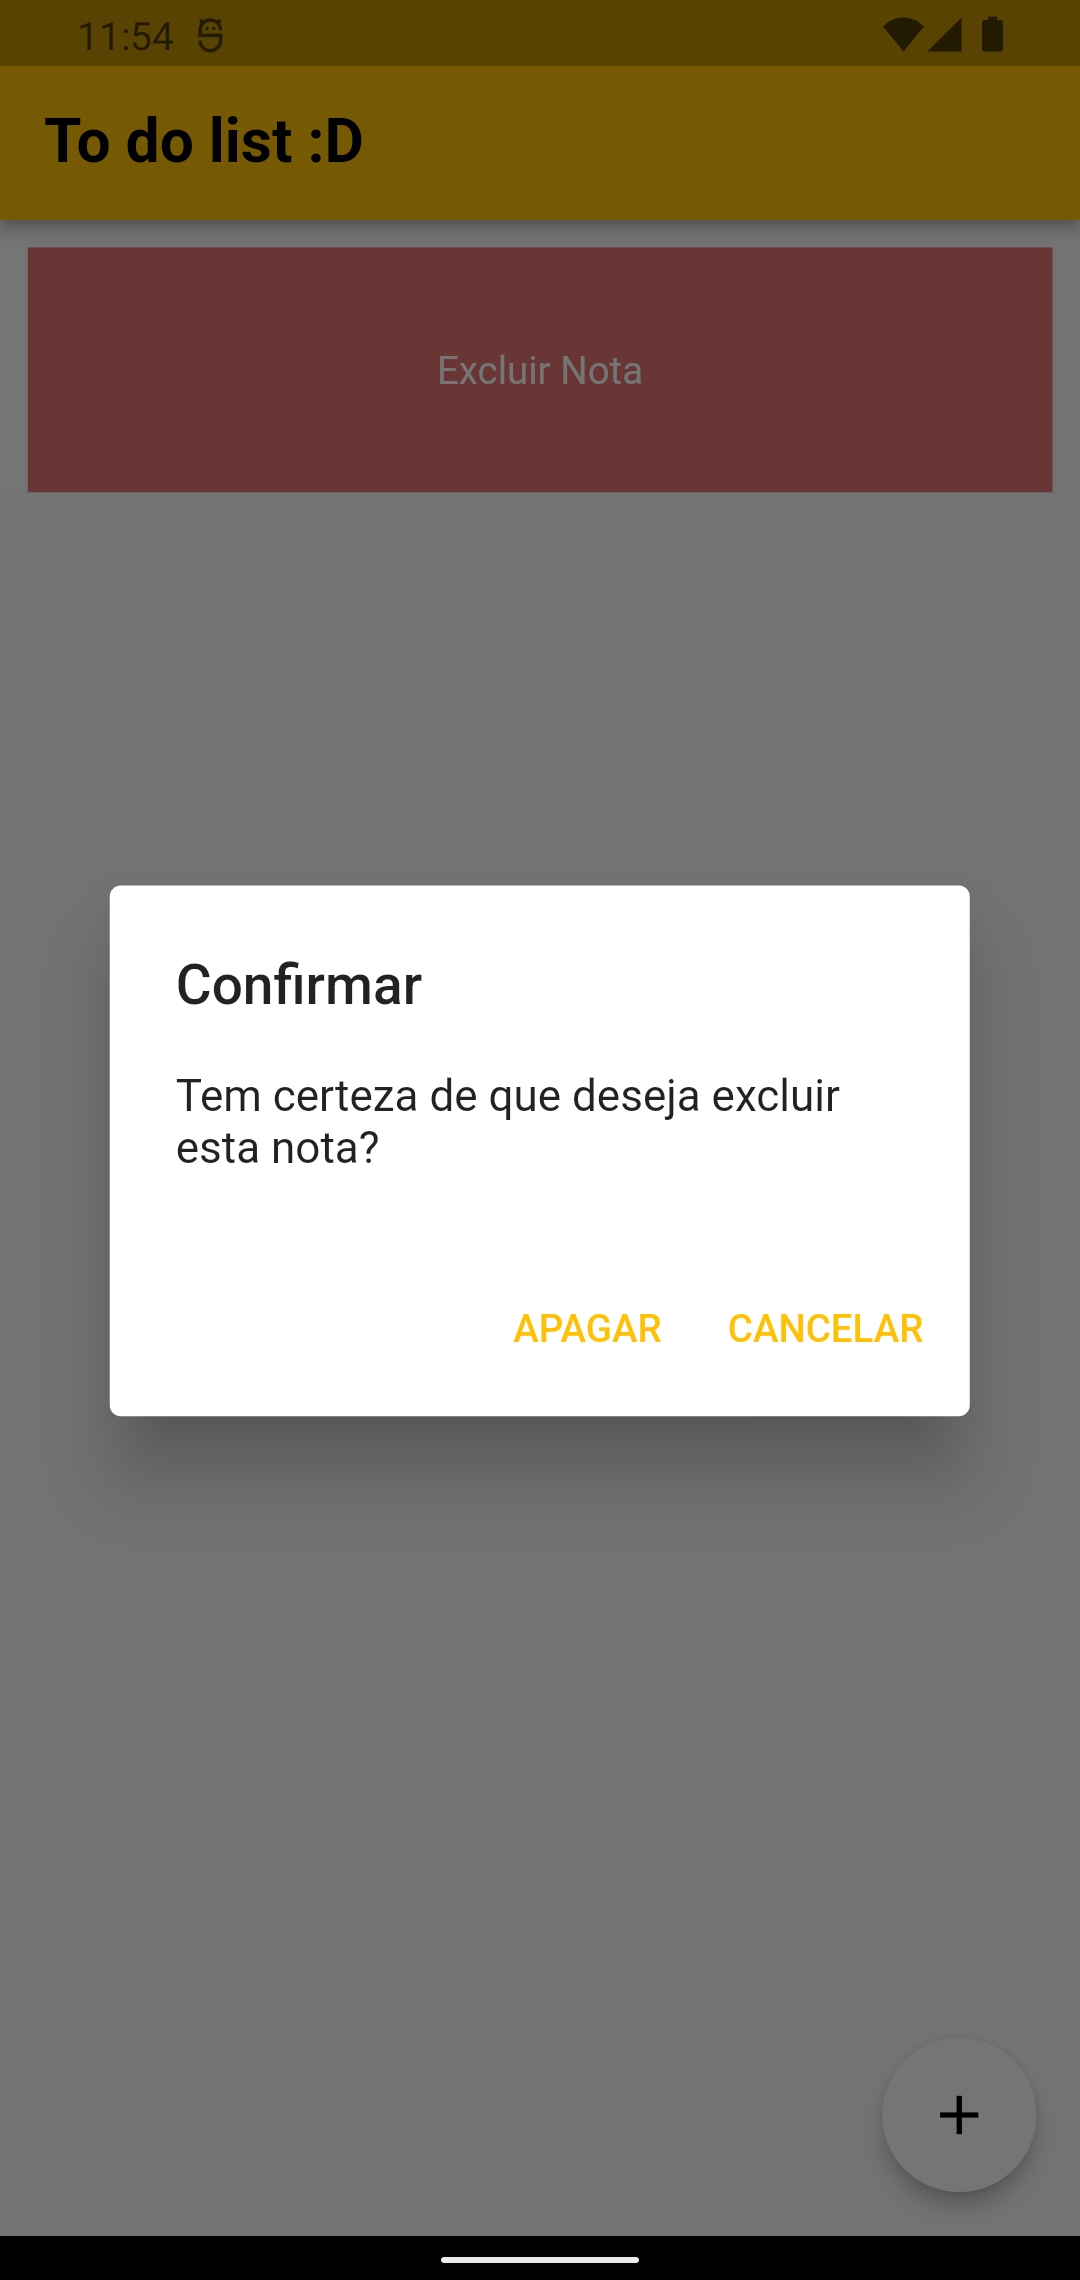 11:54
To do list :D
Excluir Nota
Confirmar
Tem certeza de que deseja excluir
esta nota?
APAGAR CANCELAR